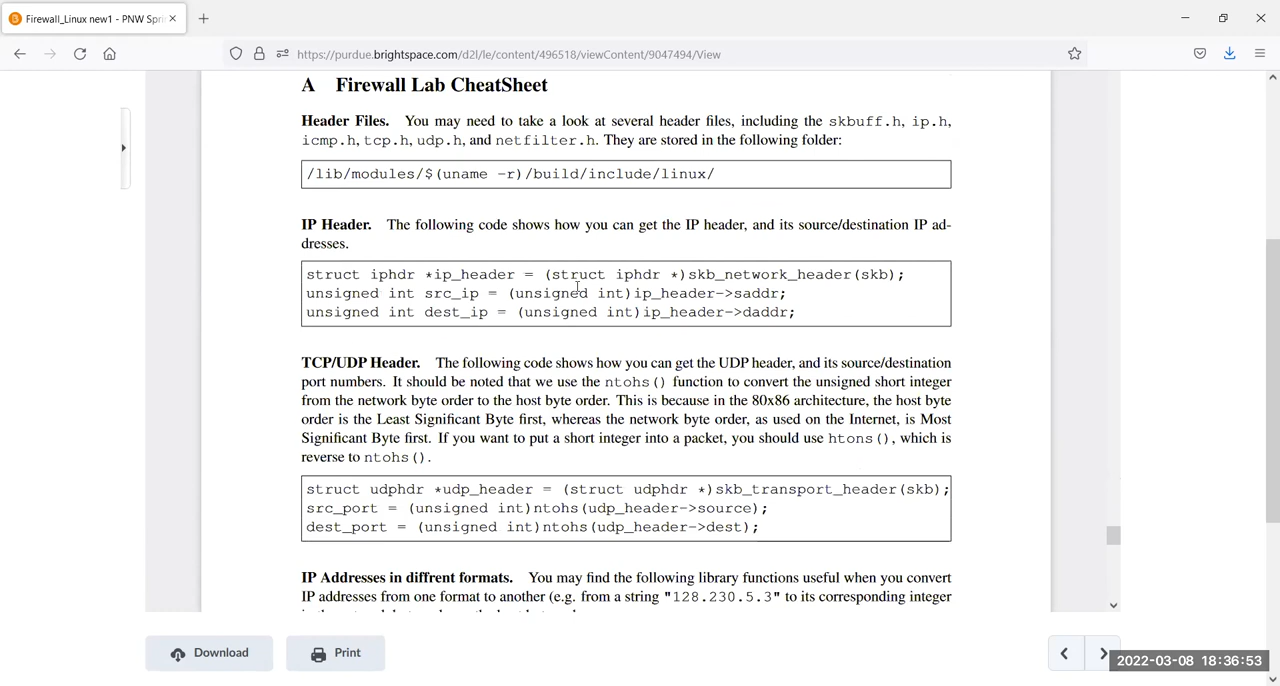 Firewall_Linux new1 - PNW Spri
https://purdue.brightspace.com/d2l/le/content/496518/viewContent/9047494/View
A Firewall Lab CheatSheet
Header Files. You may need to take a look at several header files, including the skbuff.h, ip.h,
icmp.h, tcp.h, udp.h, and netfilter.h. They are stored in the following folder:
/lib/modules/$(uname -r)/build/include/linux/
IP Header. The following code shows how you can get the IP header, and its source/destination IP ad-
dresses.
struct iphdr *ip_header = (struct iphdr *)skb_network_header(skb);
unsigned int src_ip = (unsigned int)ip_header->saddr;
unsigned int dest_ip = (unsigned int)ip_header->daddr;
TCP/UDP Header. The following code shows how you can get the UDP header, and its source/destination
port numbers. It should be noted that we use the ntohs() function to convert the unsigned short integer
from the network byte order to the host byte order. This is because in the 80x86 architecture, the host byte
order is the Least Significant Byte first, whereas the network byte order, as used on the Internet, is Most
Significant Byte first. If you want to put a short integer into a packet, you should use htons(), which is
reverse to ntohs().
struct udphdr *udp_header = (struct udphdr *)skb_transport_header(skb);
src_port = (unsigned int)ntohs(udp_header->source);
dest_port = (unsigned int)ntohs(udp_header->dest);
IP Addresses in diffrent formats. You may find the following library functions useful when you convert
IP addresses from one format to another (e.g. from a string "128.230.5.3" to its corresponding integer
Download
Print
2022-03-08 18:36:53